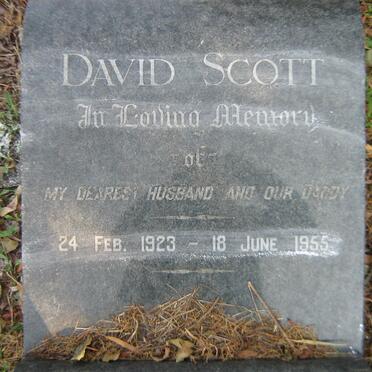 DAVID SCOTT
In Loving Memory
- of -
MY DEAREST HUSBAND AND OUR DADDY
24 FEB. 1923 - 18 JUNE 1955